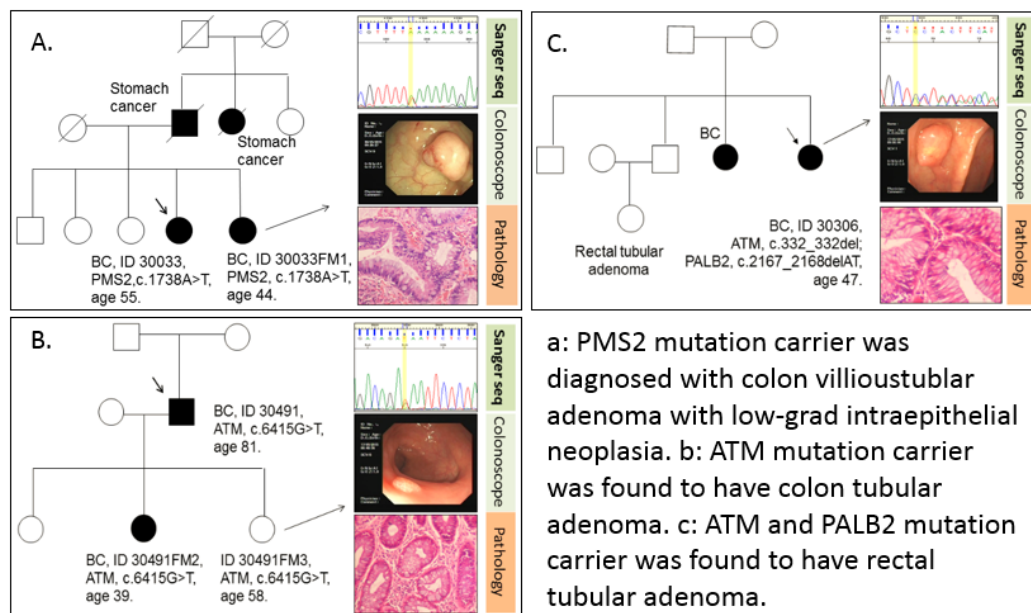 A.
Stomach
cancer
Stomach
cancer
BC, ID 30033,
PMS2,c.1738A>T,
age 55.
BC, ID 30033FM1,
PMS2, c.1738A>T,
age 44.
Sanger seq
Colonoscope
Pathology
B.
BC, ID 30491,
ATM, c.6415G>T,
age 81.
BC, ID 30491FM2,
ATM, c.6415G>T,
age 39.
ID 30491FM3,
ATM, c.6415G>T,
age 58.
Sanger seq
Colonoscope
Pathology
C.
BC
Rectal tubular
adenoma
BC, ID 30306,
ATM, c.332_332del;
PALB2, c.2167_2168delAT,
age 47.
Sanger seq
Colonoscope
Pathology
a: PMS2 mutation carrier was
diagnosed with colon villioustublar
adenoma with low-grad intraepithelial
neoplasia. b: ATM mutation carrier
was found to have colon tubular
adenoma. c: ATM and PALB2 mutation
carrier was found to have rectal
tubular adenoma.